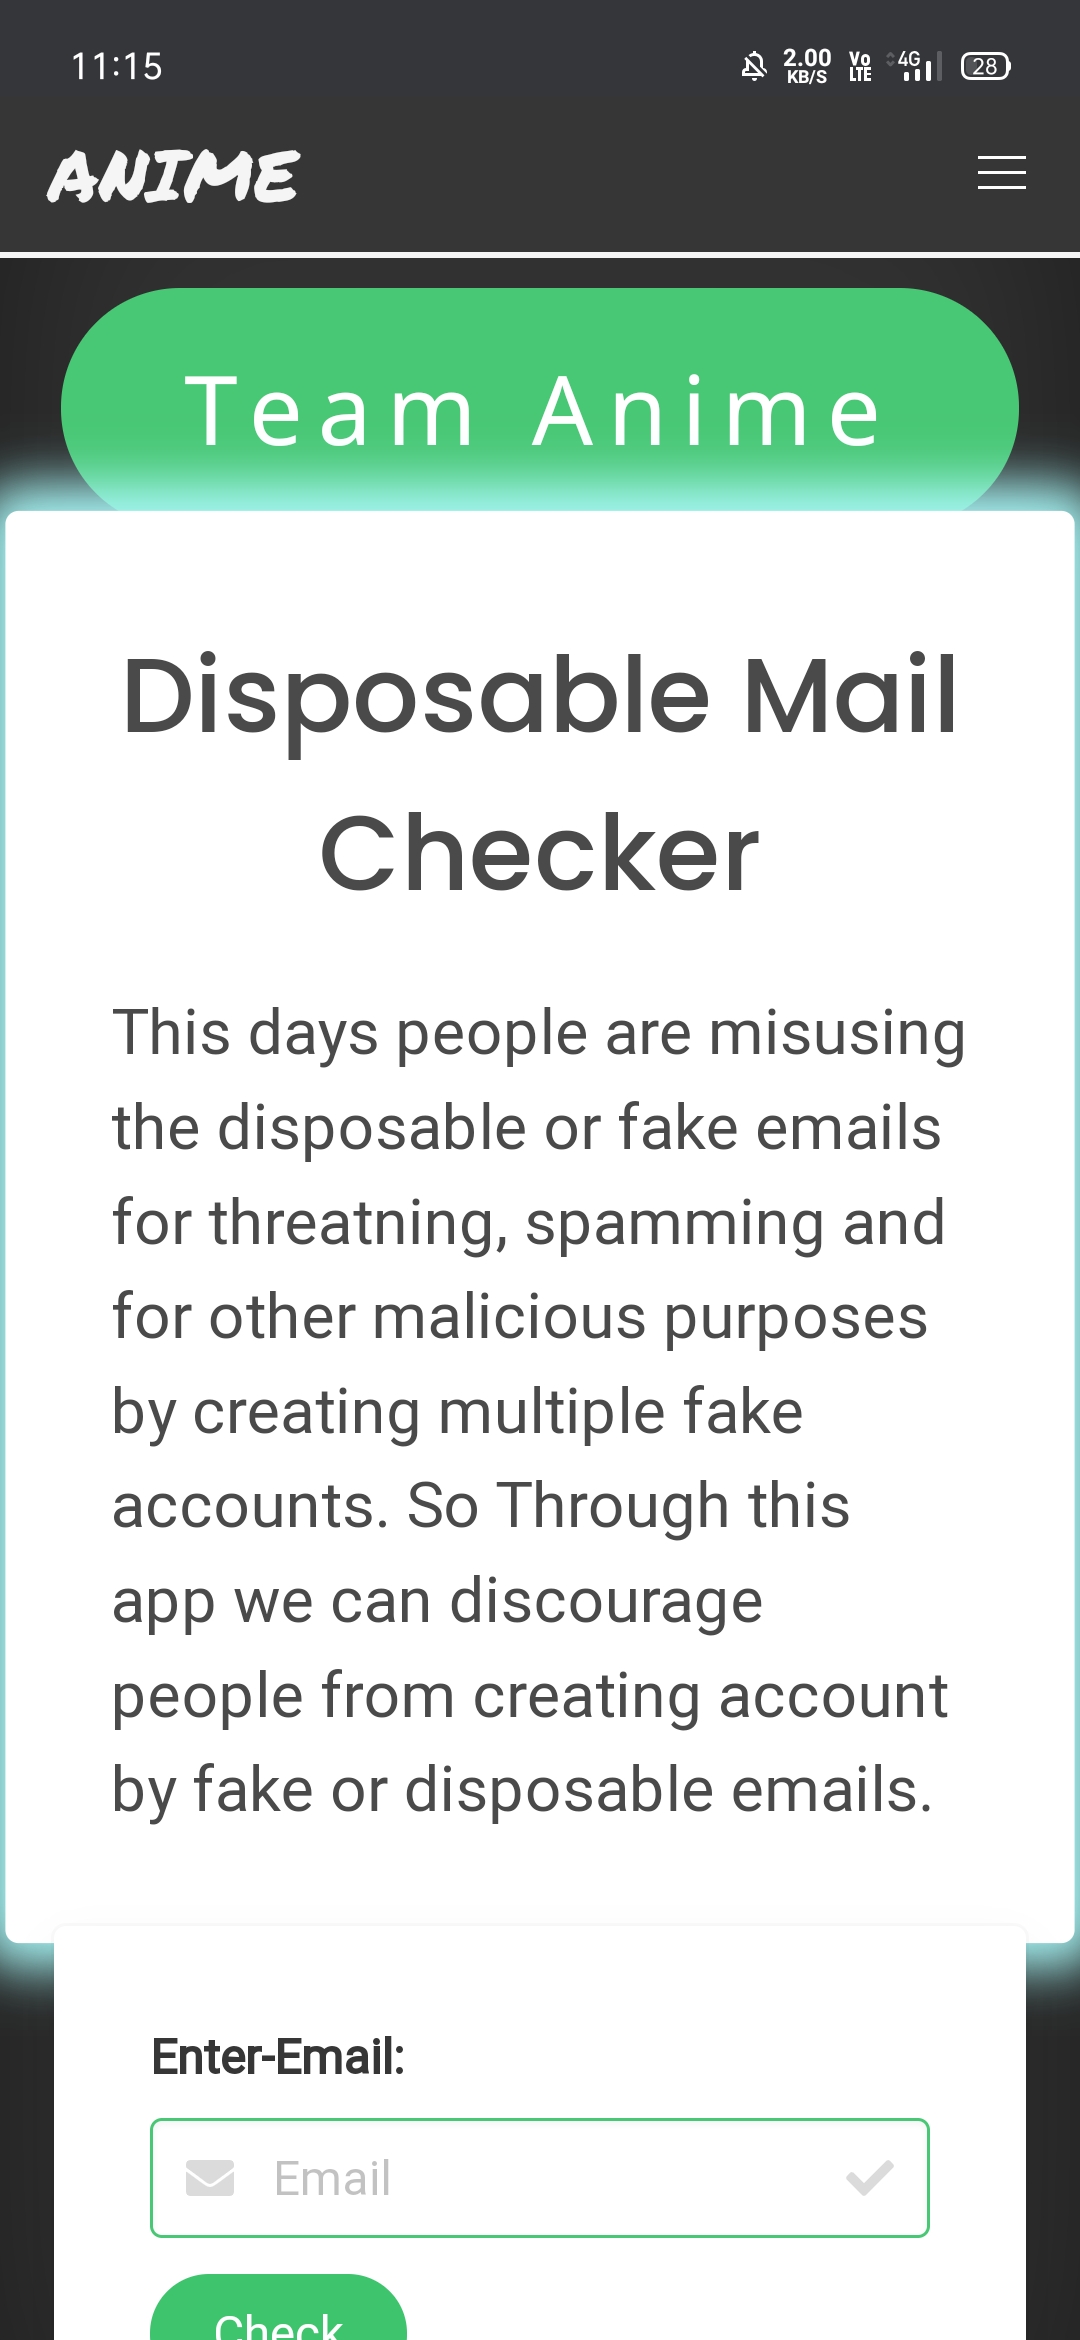 11:15
2.00
KB/S
Vo
LTE
4G
28
ANIME
Team Anime
Disposable Mail
Checker
This days people are misusing
the disposable or fake emails
for threatning, spamming and
for other malicious purposes
by creating multiple fake
accounts. So Through this
app we can discourage
people from creating account
by fake or disposable emails.
Enter-Email:
Email
Check